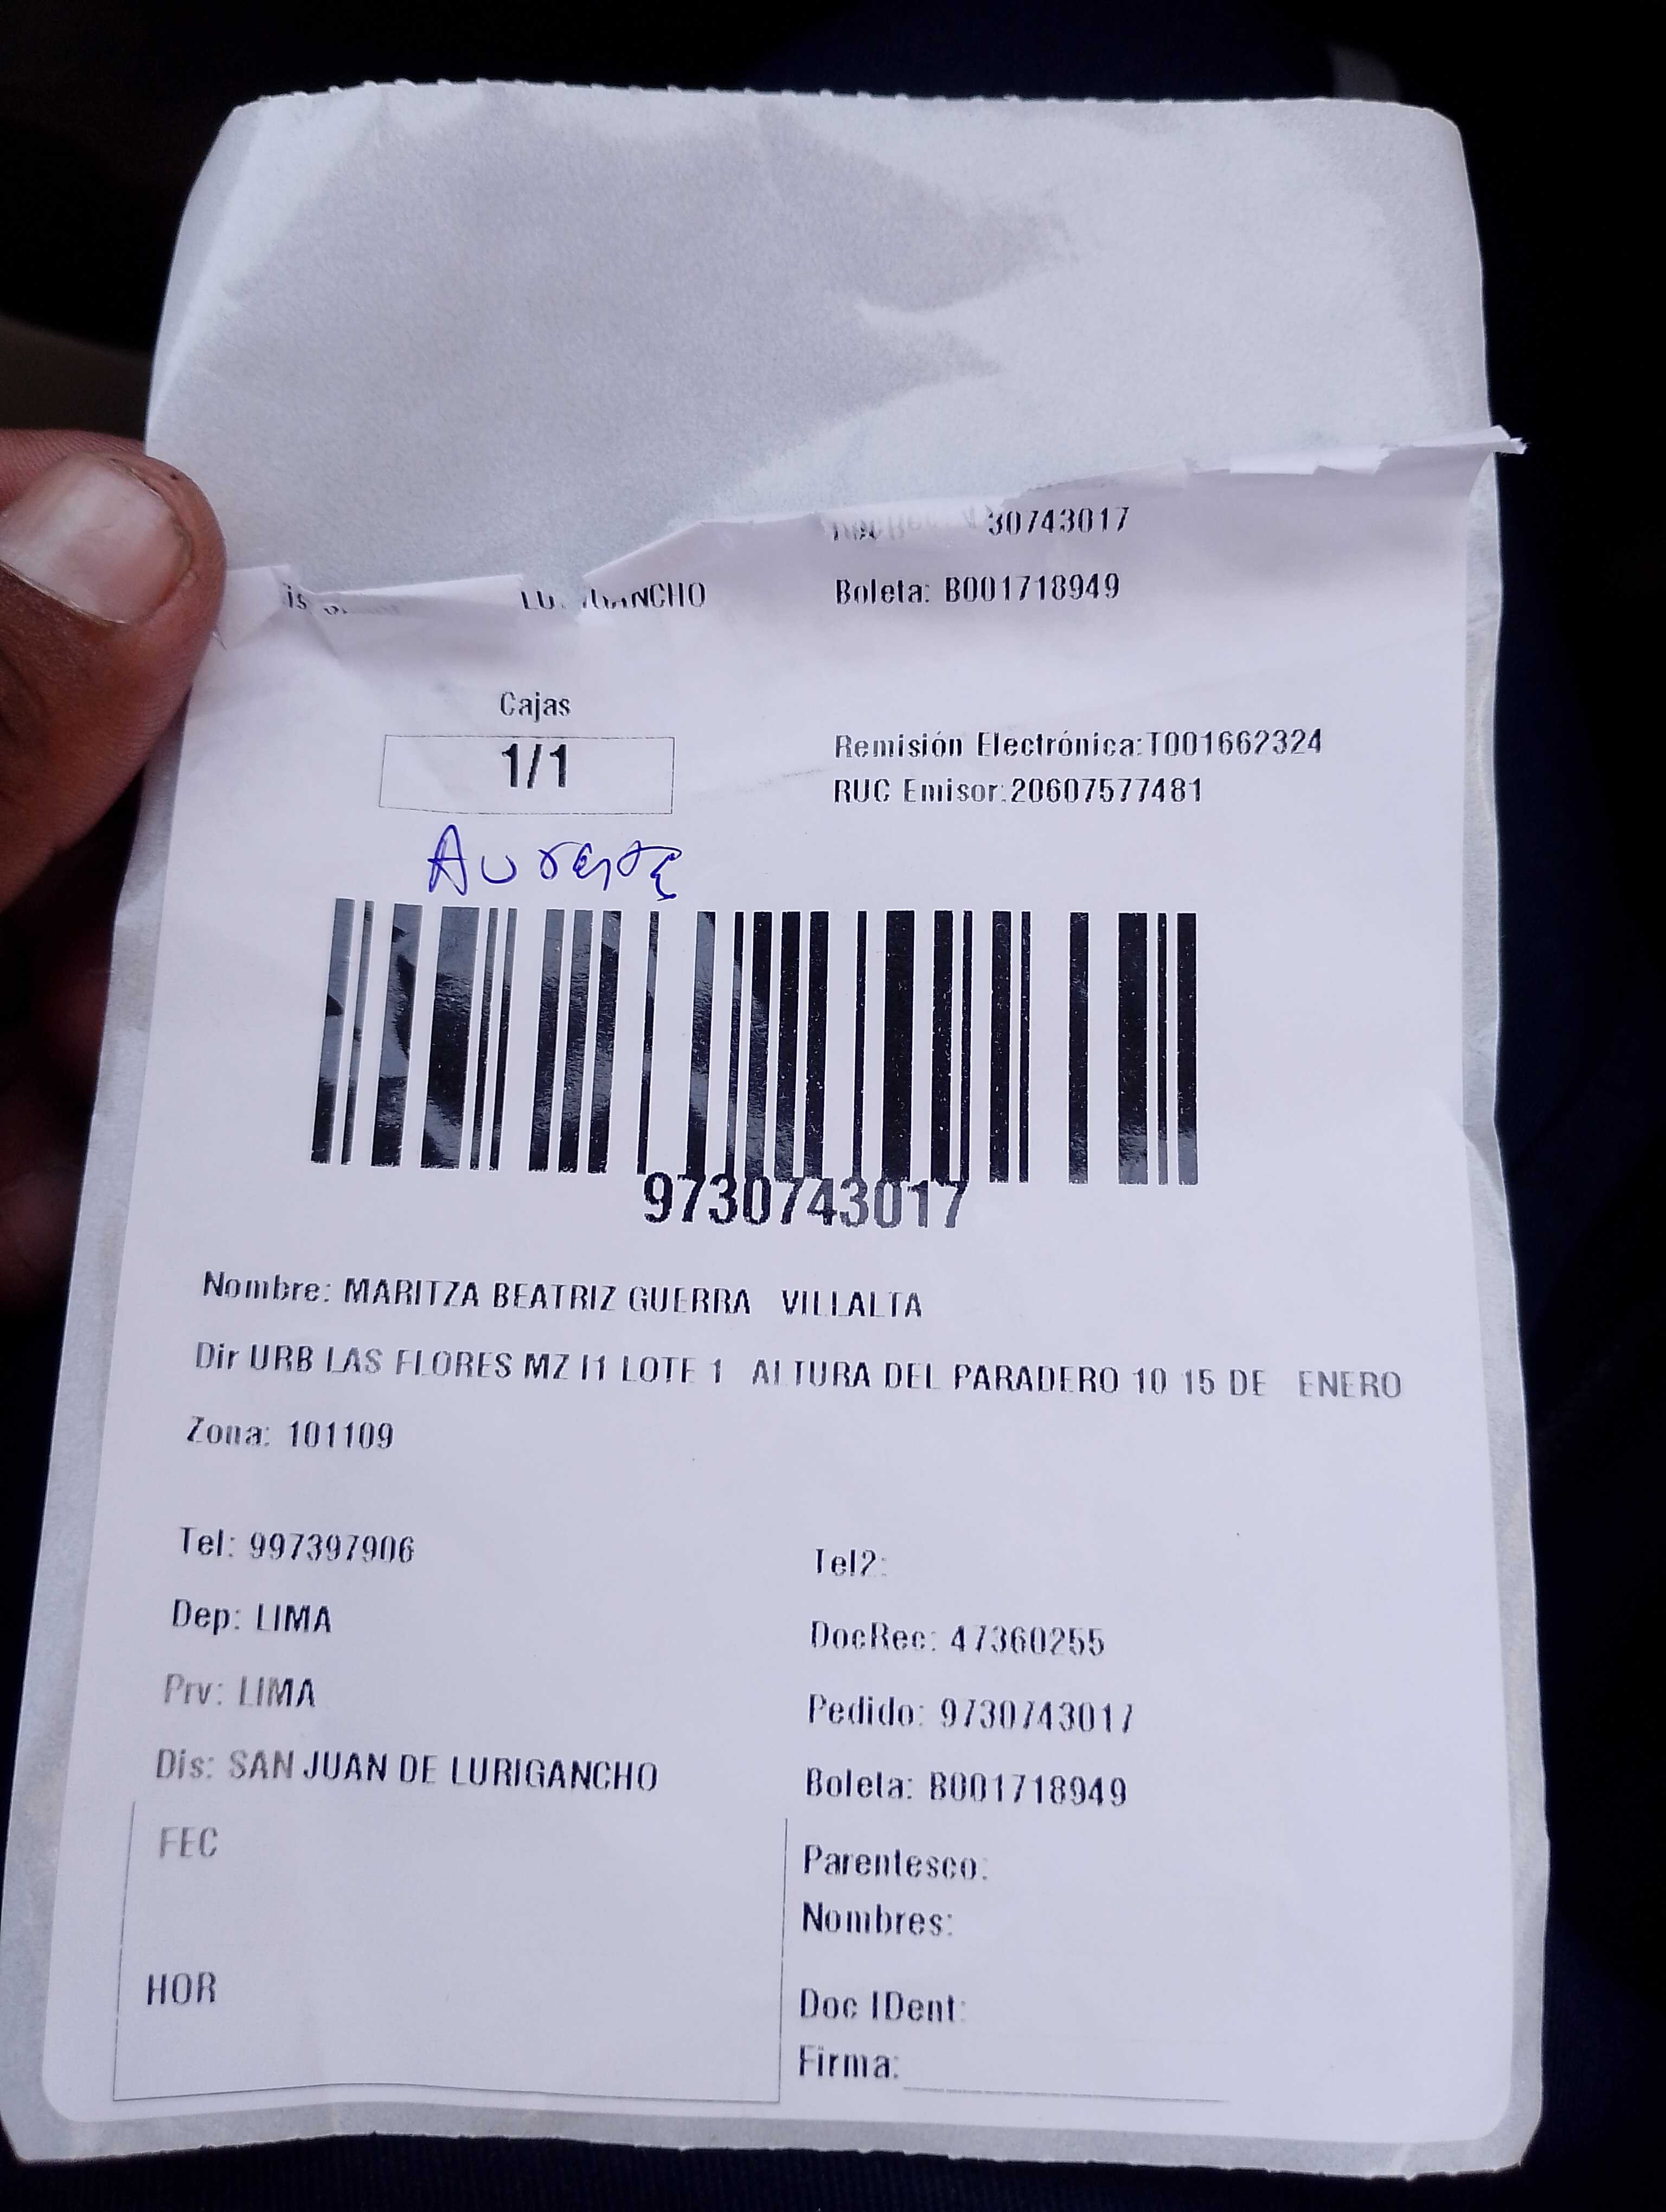 30743017
Boleta: B001718949
Cajas
1/1
Remisión Electrónica:T001662324
RUC Emisor:20607577481
9730743017
Nombre: MARITZA BEATRIZ GUERRA VILLALTA
Dir URB LAS FLORES MZ I1 LOTE 1 ALTURA DEL PARADERO 10 15 DE ENERO
Zona: 101109
Tel: 997397906
Tel2:
Dep: LIMA
DocRec: 47360255
Prv: LIMA
Pedido: 9730743017
Dis: SAN JUAN DE LURIGANCHO
Boleta: B001718949
FEC
Parentesco:
Nombres:
HOR
Doc IDent:
Firma: